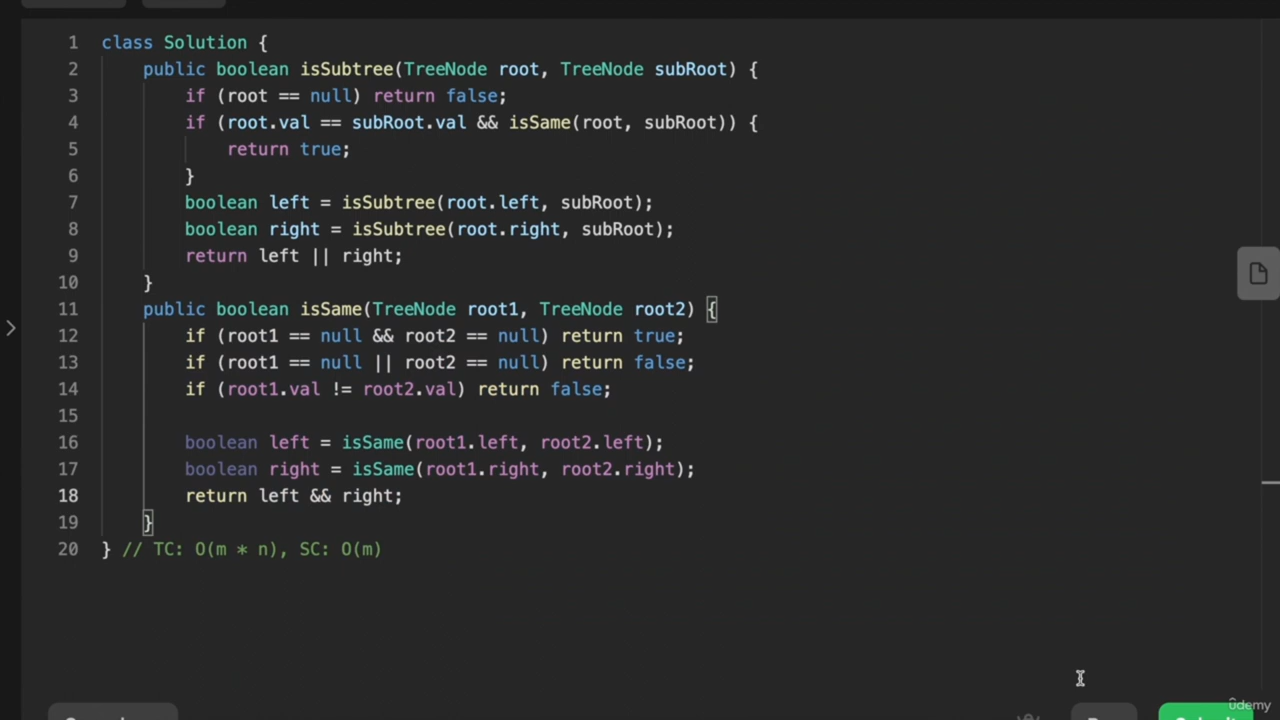 1 class Solution {
2 public boolean isSubtree(TreeNode root, TreeNode subRoot) {
3 if (root == null) return false;
4 if (root.val == subRoot.val && isSame(root, subRoot)) {
5 return true;
6 }
7 boolean left = isSubtree(root.left, subRoot);
8 boolean right = isSubtree(root.right, subRoot);
9 return left || right;
10 }
11 public boolean isSame(TreeNode root1, TreeNode root2) {
12 if (root1 == null && root2 == null) return true;
13 if (root1 == null || root2 == null) return false;
14 if (root1.val != root2.val) return false;
15
16 boolean left = isSame(root1.left, root2.left);
17 boolean right = isSame(root1.right, root2.right);
18 return left && right;
19 }
20 } // TC: O(m * n), SC: O(m)
ûdemy